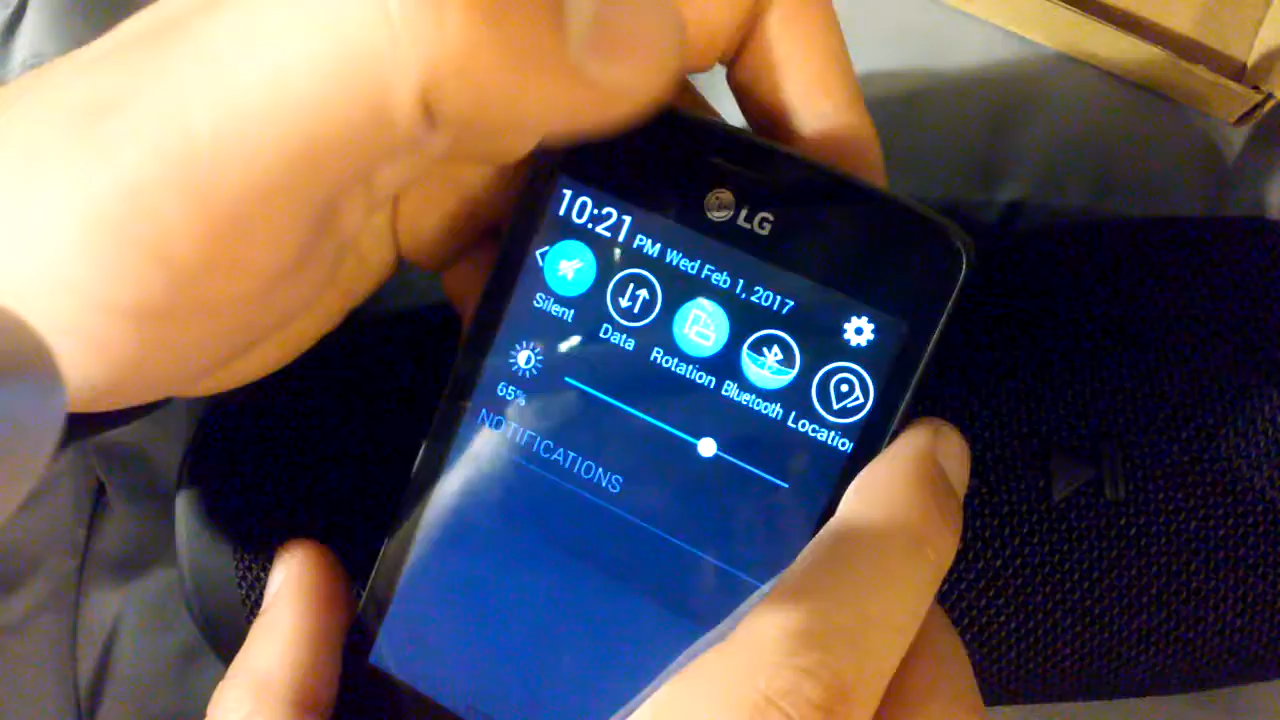 LG
10:21 PM Wed Feb 1, 2017
Silent Data Rotation Bluetooth Location
65%
NOTIFICATIONS